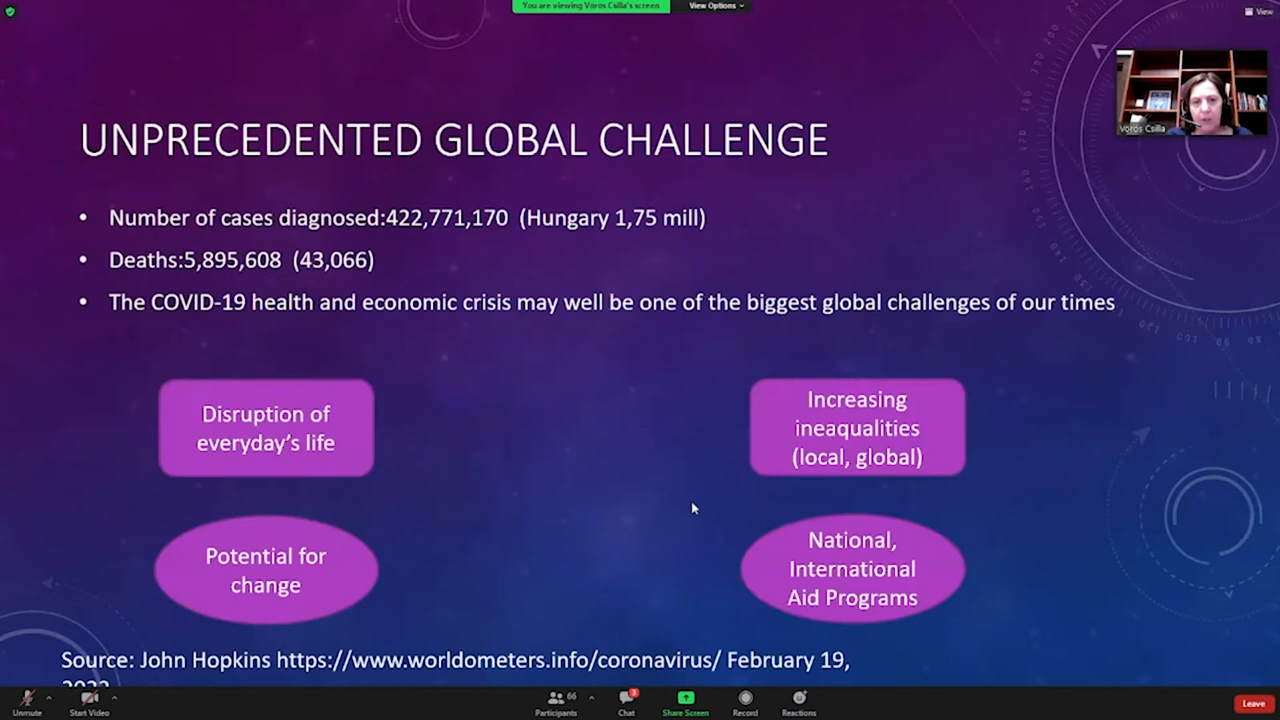 You are viewing Voros Csilla's screen
View Options
View
Voros Csilla
UNPRECEDENTED GLOBAL CHALLENGE
• Number of cases diagnosed:422,771,170 (Hungary 1,75 mill)
• Deaths:5,895,608 (43,066)
• The COVID-19 health and economic crisis may well be one of the biggest global challenges of our times
Disruption of
everyday's life
Increasing
ineaqualities
(local, global)
Potential for
change
National,
International
Aid Programs
Source: John Hopkins https://www.worldometers.info/coronavirus/ February 19,
Unmute
Start Video
66
Participants
3
Chat
Share Screen
Record
Reactions
Leave